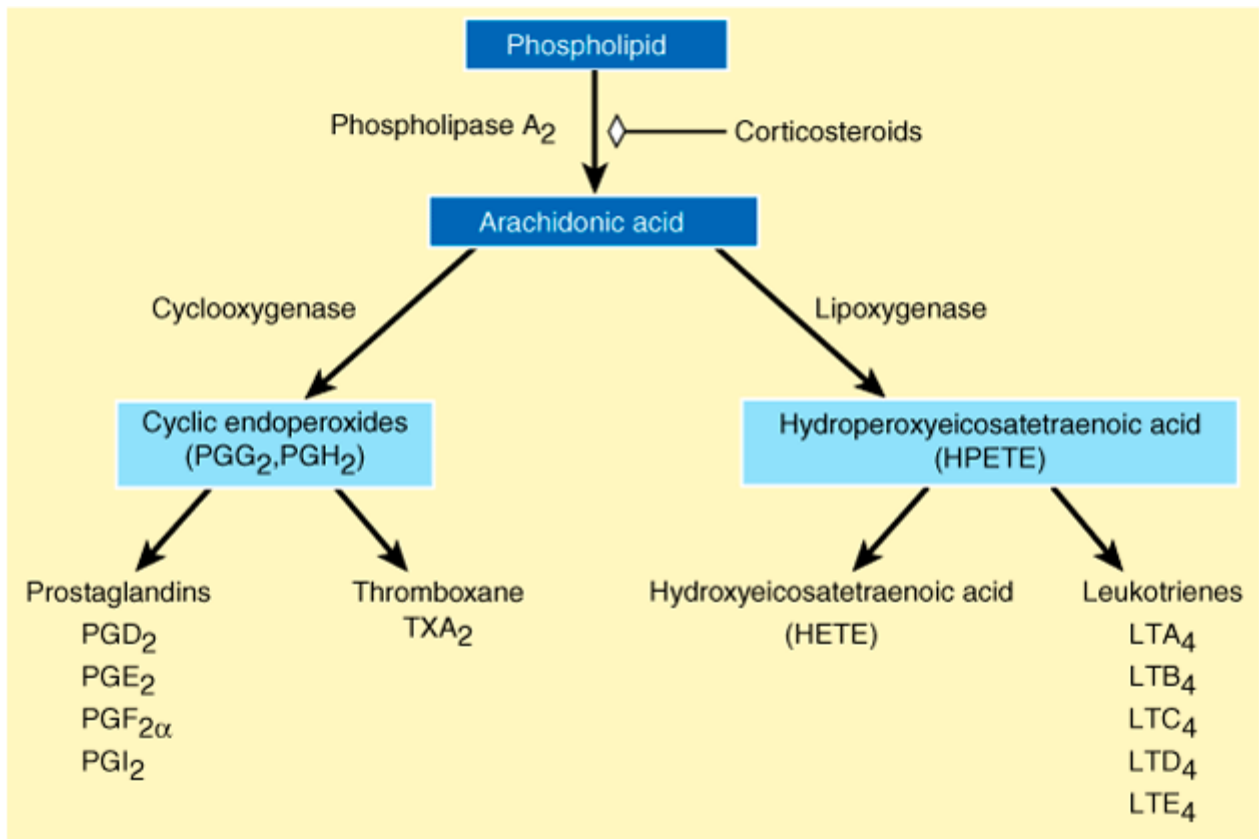 Phospholipid
Phospholipase A2
Corticosteroids
Arachidonic acid
Cyclooxygenase
Lipoxygenase
Cyclic endoperoxides
(PGG2,PGH2)
Hydroperoxyeicosatetraenoic acid
(HPETE)
Prostaglandins
PGD2
PGE2
PGF2α
PGI2
Thromboxane
TXA2
Hydroxyeicosatetraenoic acid
(HETE)
Leukotrienes
LTA4
LTB4
LTC4
LTD4
LTE4